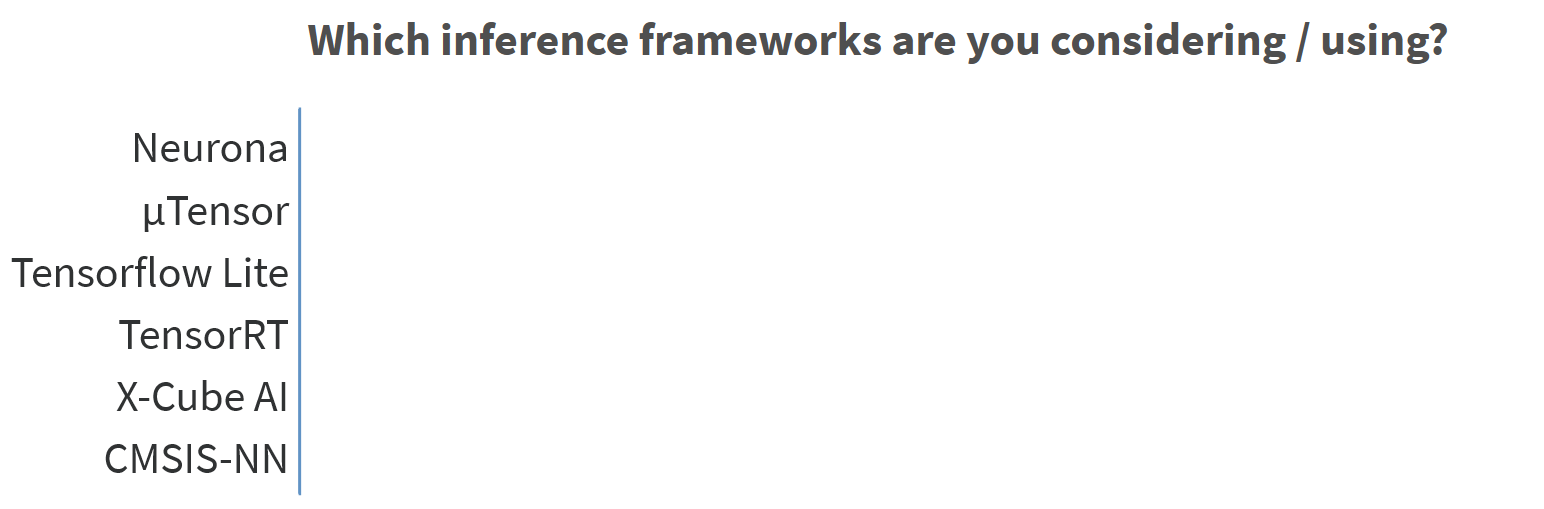 Which inference frameworks are you considering / using?
Neurona
µTensor
Tensorflow Lite
TensorRT
X-Cube AI
CMSIS-NN